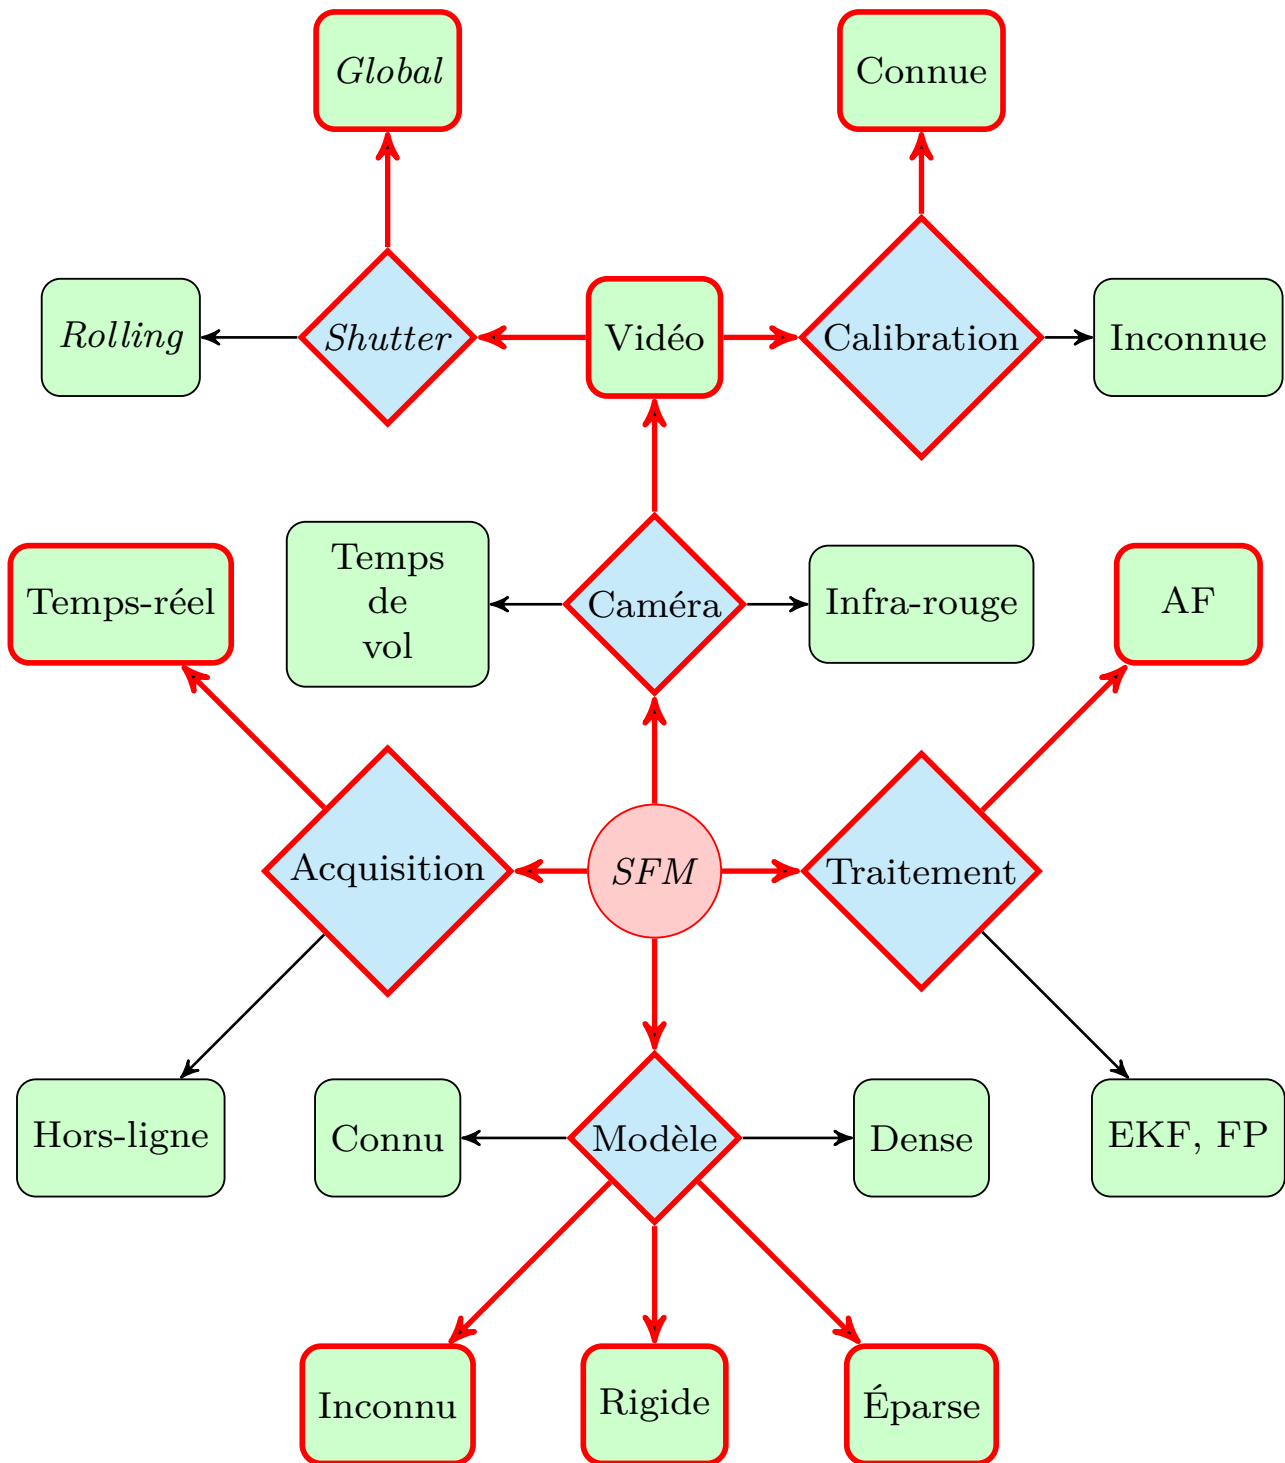 Global
Connue
Rolling
Shutter
Vidéo
Calibration
Inconnue
Temps-réel
Temps
de
vol
Caméra
Infra-rouge
AF
Acquisition
SFM
Traitement
Hors-ligne
Connu
Modèle
Dense
EKF, FP
Inconnu
Rigide
Éparse